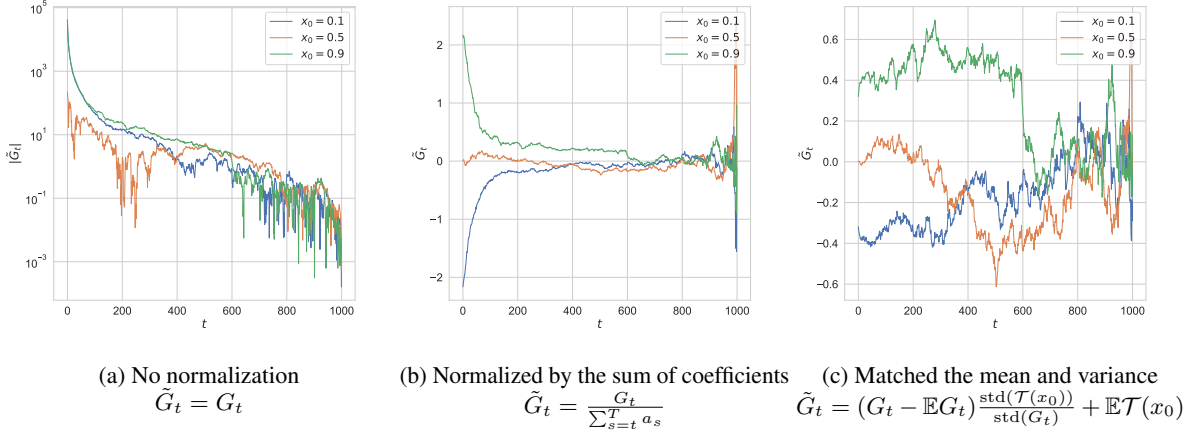 10^5
10^3
10^1
10^{-1}
10^{-3}
|G̃_t|
0 200 400 600 800 1000
t
x_0 = 0.1
x_0 = 0.5
x_0 = 0.9
2
1
0
−1
−2
G̃_t
0 200 400 600 800 1000
t
x_0 = 0.1
x_0 = 0.5
x_0 = 0.9
0.6
0.4
0.2
0.0
−0.2
−0.4
−0.6
G̃_t
0 200 400 600 800 1000
t
x_0 = 0.1
x_0 = 0.5
x_0 = 0.9
(a) No normalization
G̃_t = G_t
(b) Normalized by the sum of coefficients
G̃_t = \frac{G_t}{\sum_{s=t}^{T} a_s}
(c) Matched the mean and variance
G̃_t = (G_t − 𝔼G_t) \frac{std(𝒯(x_0))}{std(G_t)} + 𝔼𝒯(x_0)